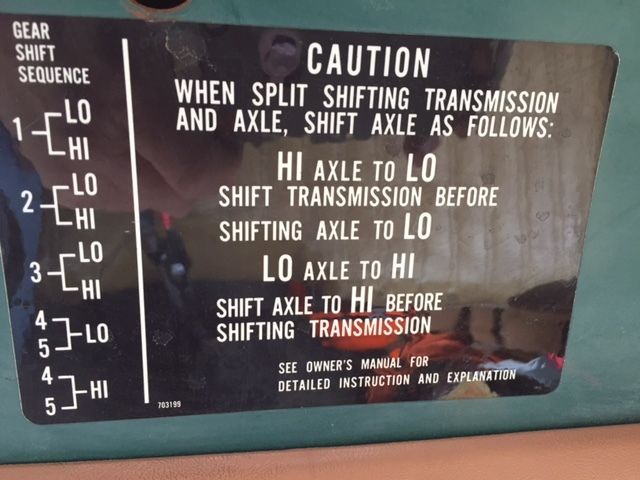 GEAR
SHIFT
SEQUENCE
1 LO
HI
2 LO
HI
3 LO
HI
4
5 LO
4
5 HI
CAUTION
WHEN SPLIT SHIFTING TRANSMISSION
AND AXLE, SHIFT AXLE AS FOLLOWS:
HI AXLE TO LO
SHIFT TRANSMISSION BEFORE
SHIFTING AXLE TO LO
LO AXLE TO HI
SHIFT AXLE TO HI BEFORE
SHIFTING TRANSMISSION
SEE OWNER'S MANUAL FOR
DETAILED INSTRUCTION AND EXPLANATION
703199